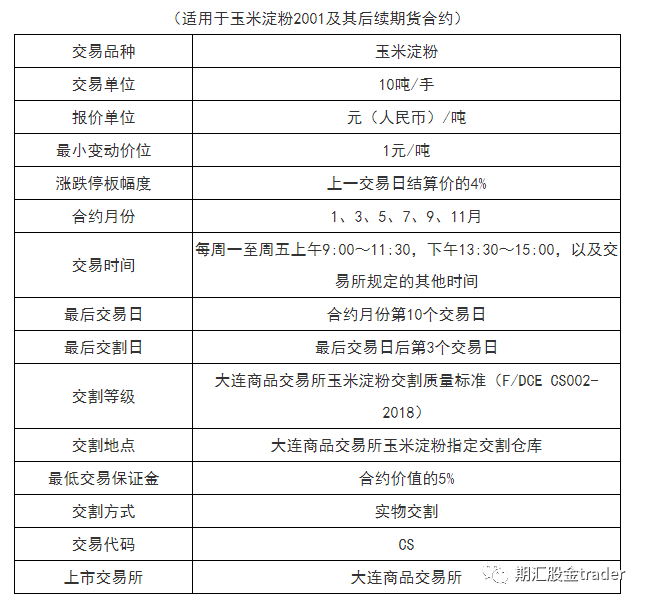 （适用于玉米淀粉2001及其后续期货合约）
交易品种 玉米淀粉
交易单位 10吨/手
报价单位 元（人民币）/吨
最小变动价位 1元/吨
涨跌停板幅度 上一交易日结算价的4%
合约月份 1、3、5、7、9、11月
交易时间 每周一至周五上午9:00～11:30，下午13:30～15:00，以及交
易所规定的其他时间
最后交易日 合约月份第10个交易日
最后交割日 最后交易日后第3个交易日
交割等级 大连商品交易所玉米淀粉交割质量标准（F/DCE CS002-
2018）
交割地点 大连商品交易所玉米淀粉指定交割仓库
最低交易保证金 合约价值的5%
交割方式 实物交割
交易代码 CS
上市交易所 大连商品交易所
期汇股金trader